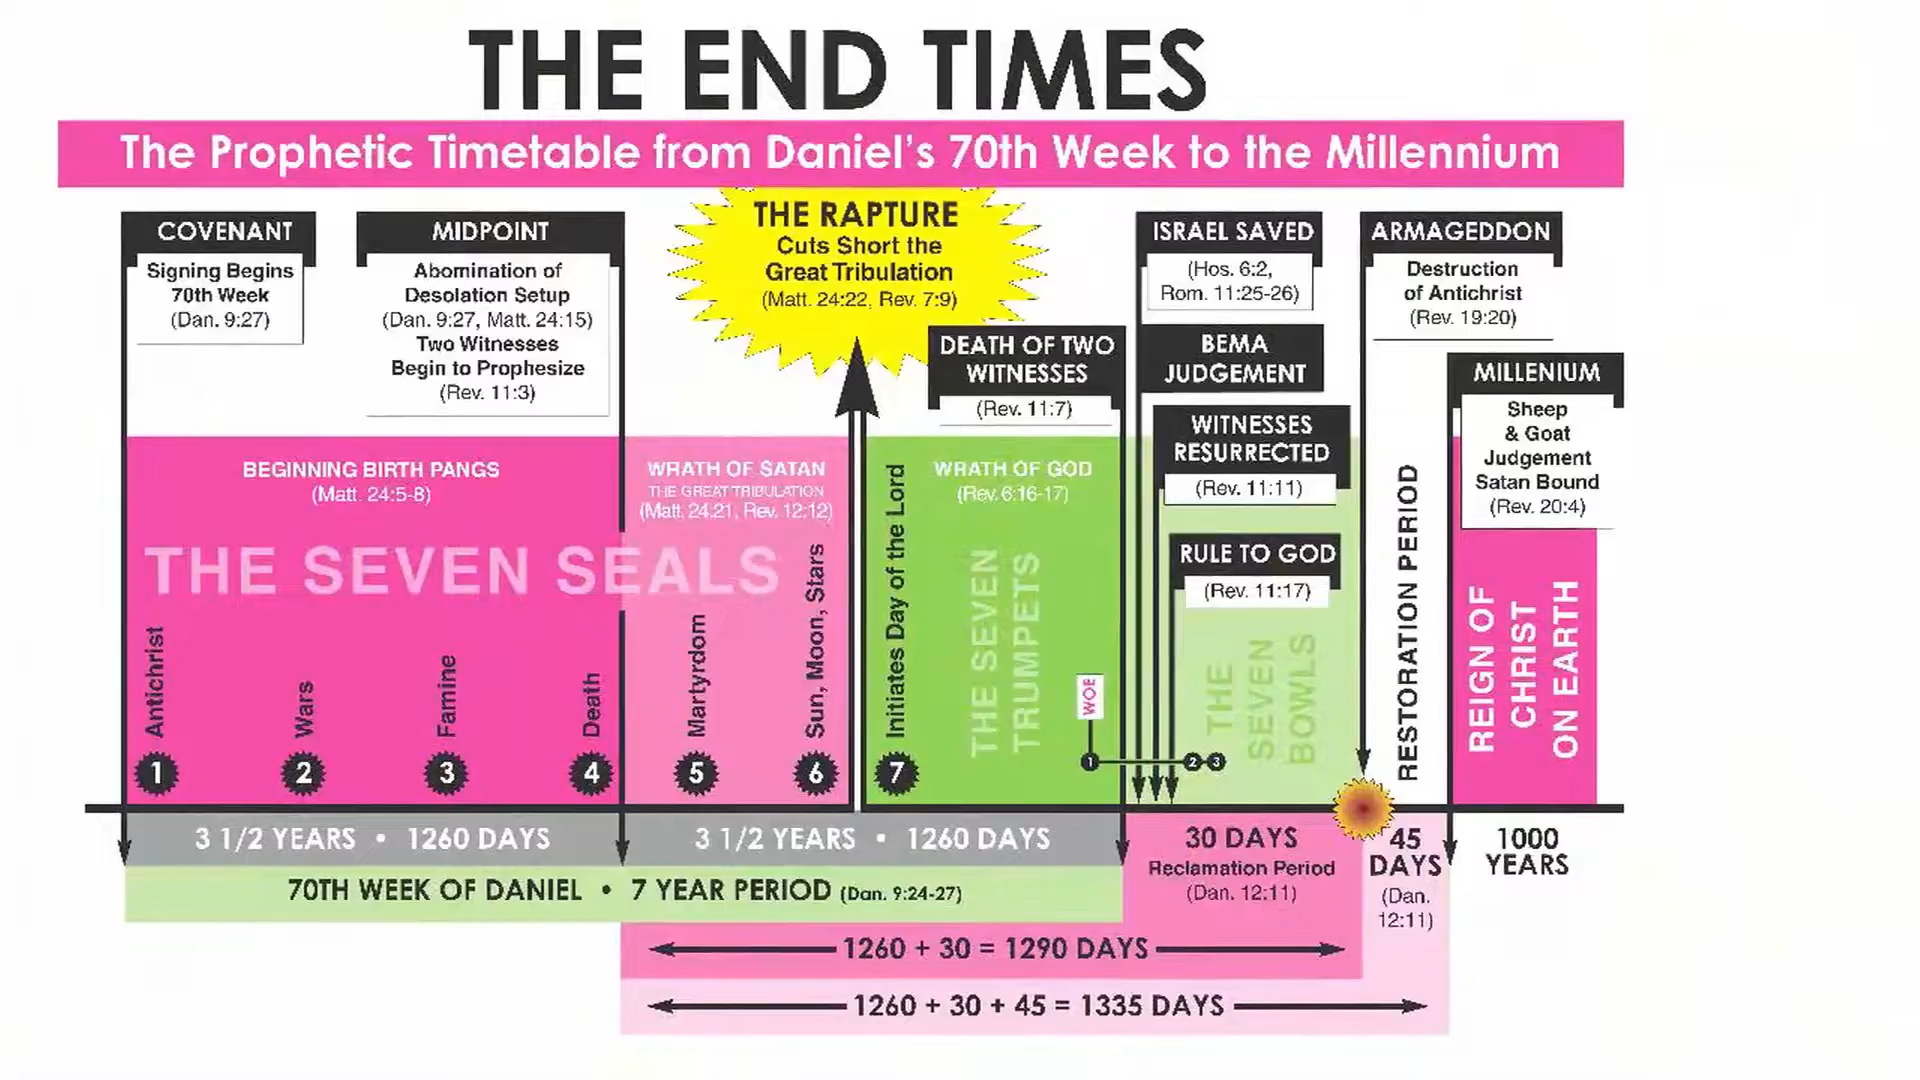 THE END TIMES
The Prophetic Timetable from Daniel's 70th Week to the Millennium
COVENANT
Signing Begins
70th Week
(Dan. 9:27)
MIDPOINT
Abomination of
Desolation Setup
(Dan. 9:27, Matt. 24:15)
Two Witnesses
Begin to Prophesize
(Rev. 11:3)
THE RAPTURE
Cuts Short the
Great Tribulation
(Matt. 24:22, Rev. 7:9)
DEATH OF TWO
WITNESSES
(Rev. 11:7)
ISRAEL SAVED
(Hos. 6:2,
Rom. 11:25-26)
BEMA
JUDGEMENT
WITNESSES
RESURRECTED
(Rev. 11:11)
RULE TO GOD
(Rev. 11:17)
ARMAGEDDON
Destruction
of Antichrist
(Rev. 19:20)
MILLENIUM
Sheep
& Goat
Judgement
Satan Bound
(Rev. 20:4)
BEGINNING BIRTH PANGS
(Matt. 24:5-8)
WRATH OF SATAN
THE GREAT TRIBULATION
(Matt. 24:21, Rev. 12:12)
WRATH OF GOD
(Rev. 6:16-17)
THE SEVEN SEALS
Antichrist
Wars
Famine
Death
Martyrdom
Sun, Moon, Stars
Initiates Day of the Lord
THE SEVEN
TRUMPETS
WOE
THE
SEVEN
BOWLS
RESTORATION PERIOD
REIGN OF
CHRIST
ON EARTH
1
2
3
4
5
6
7
1
2
3
3 1/2 YEARS • 1260 DAYS
3 1/2 YEARS • 1260 DAYS
30 DAYS
Reclamation Period
(Dan. 12:11)
45
DAYS
(Dan.
12:11)
1000
YEARS
70TH WEEK OF DANIEL • 7 YEAR PERIOD (Dan. 9:24-27)
1260 + 30 = 1290 DAYS
1260 + 30 + 45 = 1335 DAYS